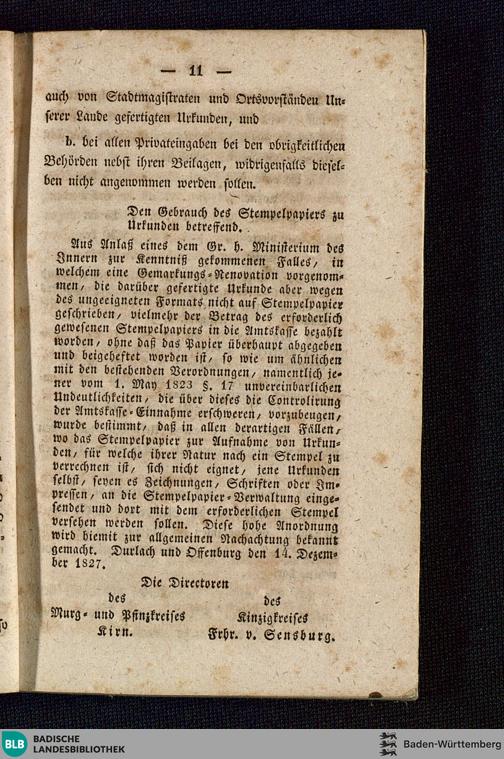 — 11 —
auch von Stadtmagistraten und Ortsvorständen Un-
serer Lande gefertigten Urkunden, und
b. bei allen Privateingaben bei den obrigkeitlichen
Behörden nebst ihren Beilagen, widrigenfalls diesel-
ben nicht angenommen werden sollen.
Den Gebrauch des Stempelpapiers zu
Urkunden betreffend.
Aus Anlaß eines dem Gr. h. Ministerium des
Innern zur Kenntniß gekommenen Falles, in
welchem eine Gemarkungs-Renovation vorgenom-
men, die darüber gefertigte Urkunde aber wegen
des ungeeigneten Formats nicht auf Stempelpapier
geschrieben, vielmehr der Betrag des erforderlich
gewesenen Stempelpapiers in die Amtskasse bezahlt
worden, ohne daß das Papier überhaupt abgegeben
und beigeheftet worden ist, so wie um ähnlichen
mit den bestehenden Verordnungen, namentlich je-
ner vom 1. May 1823 §. 17 unvereinbarlichen
Undeutlichkeiten, die über dieses die Controlirung
der Amtskasse-Einnahme erschweren, vorzubeugen,
wurde bestimmt, daß in allen derartigen Fällen,
wo das Stempelpapier zur Aufnahme von Urkun-
den, für welche ihrer Natur nach ein Stempel zu
verrechnen ist, sich nicht eignet, jene Urkunden
selbst, seyen es Zeichnungen, Schriften oder Im-
pressen, an die Stempelpapier-Verwaltung einge-
sendet und dort mit dem erforderlichen Stempel
versehen werden sollen. Diese hohe Anordnung
wird hiemit zur allgemeinen Nachachtung bekannt
gemacht. Durlach und Offenburg den 14. Dezem-
ber 1827.
Die Directoren
des des
Murg- und Pfinzkreises Kinzigkreises
Kirn. Frhr. v. Sensburg.
BLB BADISCHE
LANDESBIBLIOTHEK
Baden-Württemberg